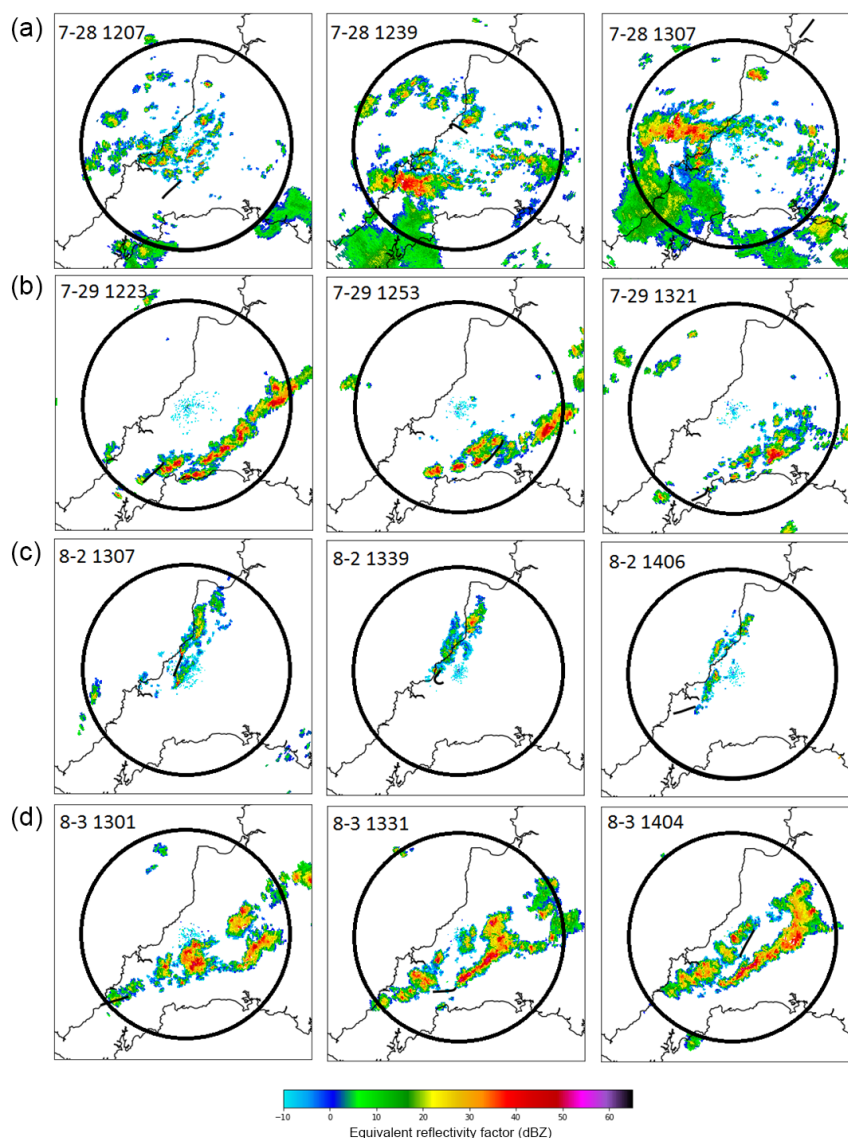 (a)
7-28 1207
7-28 1239
7-28 1307
(b)
7-29 1223
7-29 1253
7-29 1321
(c)
8-2 1307
8-2 1339
8-2 1406
(d)
8-3 1301
8-3 1331
8-3 1404
−10 0 10 20 30 40 50 60
Equivalent reflectivity factor (dBZ)